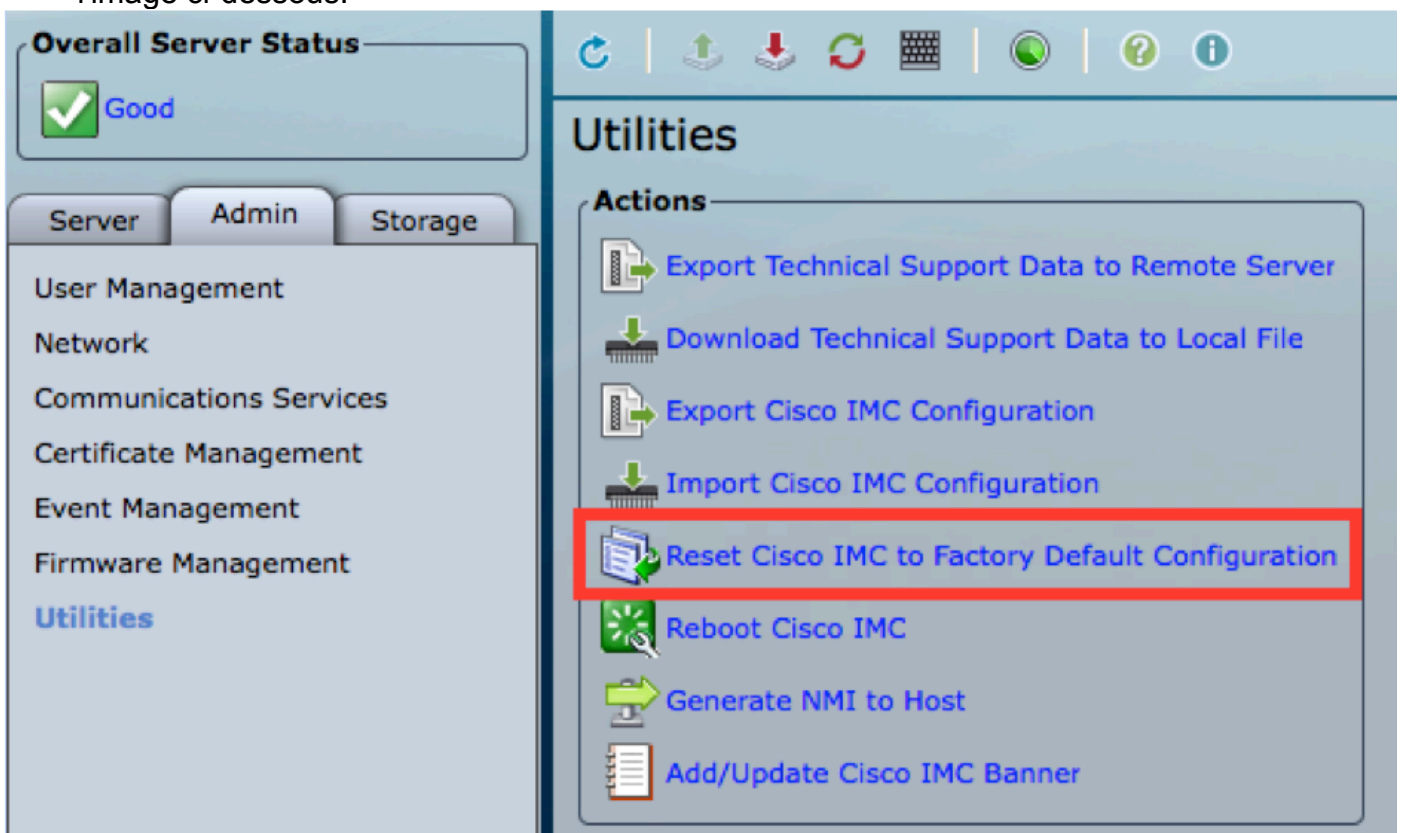 l'image ci-dessous.
Overall Server Status
Good
Server Admin Storage
User Management
Network
Communications Services
Certificate Management
Event Management
Firmware Management
Utilities
Utilities
Actions
Export Technical Support Data to Remote Server
Download Technical Support Data to Local File
Export Cisco IMC Configuration
Import Cisco IMC Configuration
Reset Cisco IMC to Factory Default Configuration
Reboot Cisco IMC
Generate NMI to Host
Add/Update Cisco IMC Banner